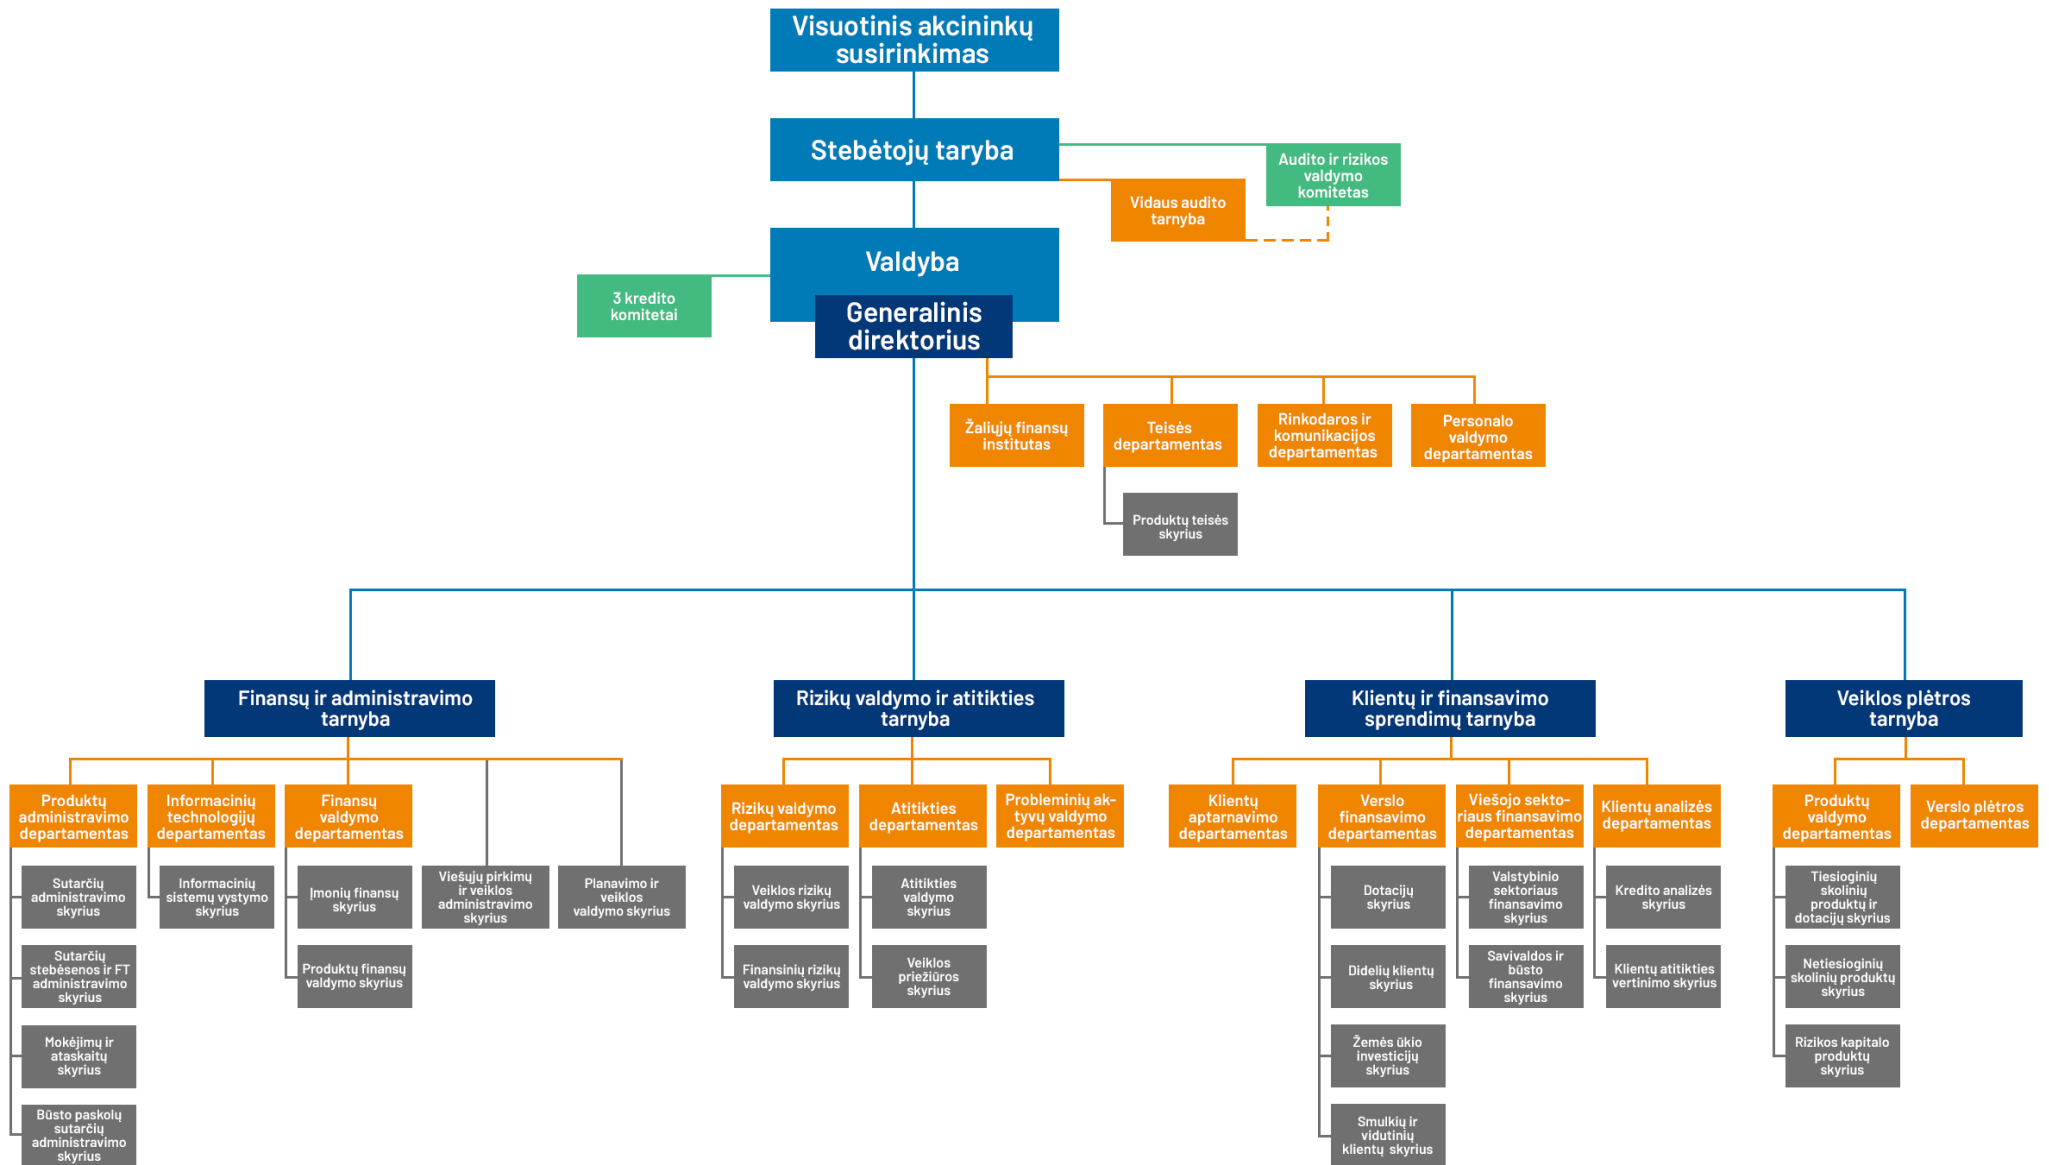 Visuotinis akcininkų
susirinkimas
Stebėtojų taryba
Audito ir rizikos
valdymo
komitetas
Vidaus audito
tarnyba
Valdyba
3 kredito
komitetai
Generalinis
direktorius
Žaliųjų finansų
institutas
Teisės
departamentas
Rinkodaros ir
komunikacijos
departamentas
Personalo
valdymo
departamentas
Produktų teisės
skyrius
Finansų ir administravimo
tarnyba
Rizikų valdymo ir atitikties
tarnyba
Klientų ir finansavimo
sprendimų tarnyba
Veiklos plėtros
tarnyba
Produktų
administravimo
departamentas
Informacinių
technologijų
departamentas
Finansų
valdymo
departamentas
Rizikų valdymo
departamentas
Atitikties
departamentas
Probleminių ak-
tyvų valdymo
departamentas
Klientų
aptarnavimo
departamentas
Verslo
finansavimo
departamentas
Viešojo sekto-
riaus finansavimo
departamentas
Klientų analizės
departamentas
Produktų
valdymo
departamentas
Verslo plėtros
departamentas
Sutarčių
administravimo
skyrius
Informacinių
sistemų vystymo
skyrius
Įmonių finansų
skyrius
Viešųjų pirkimų
ir veiklos
administravimo
skyrius
Planavimo ir
veiklos
valdymo skyrius
Veiklos rizikų
valdymo skyrius
Atitikties
valdymo
skyrius
Dotacijų
skyrius
Valstybinio
sektoriaus
finansavimo
skyrius
Kredito analizės
skyrius
Tiesioginių
skolinių
produktų ir
dotacijų skyrius
Sutarčių
stebėsenos ir FT
administravimo
skyrius
Produktų finansų
valdymo skyrius
Finansinių rizikų
valdymo skyrius
Veiklos
priežiūros
skyrius
Didelių klientų
skyrius
Savivaldos ir
būsto
finansavimo
skyrius
Klientų atitikties
vertinimo skyrius
Netiesioginių
skolinių produktų
skyrius
Mokėjimų ir
ataskaitų
skyrius
Žemės ūkio
investicijų
skyrius
Rizikos kapitalo
produktų
skyrius
Būsto paskolų
sutarčių
administravimo
skyrius
Smulkių ir
vidutinių
klientų skyrius